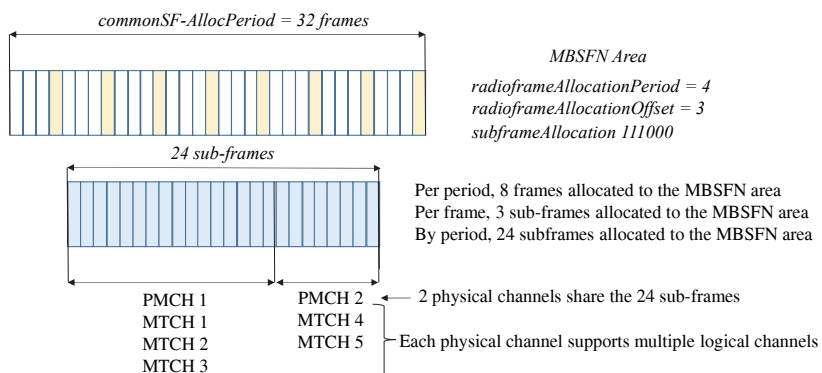 commonSF-AllocPeriod = 32 frames
MBSFN Area
radioframeAllocationPeriod = 4
radioframeAllocationOffset = 3
subframeAllocation 111000
24 sub-frames
Per period, 8 frames allocated to the MBSFN area
Per frame, 3 sub-frames allocated to the MBSFN area
By period, 24 subframes allocated to the MBSFN area
PMCH 1
MTCH 1
MTCH 2
MTCH 3
PMCH 2
MTCH 4
MTCH 5
2 physical channels share the 24 sub-frames
Each physical channel supports multiple logical channels